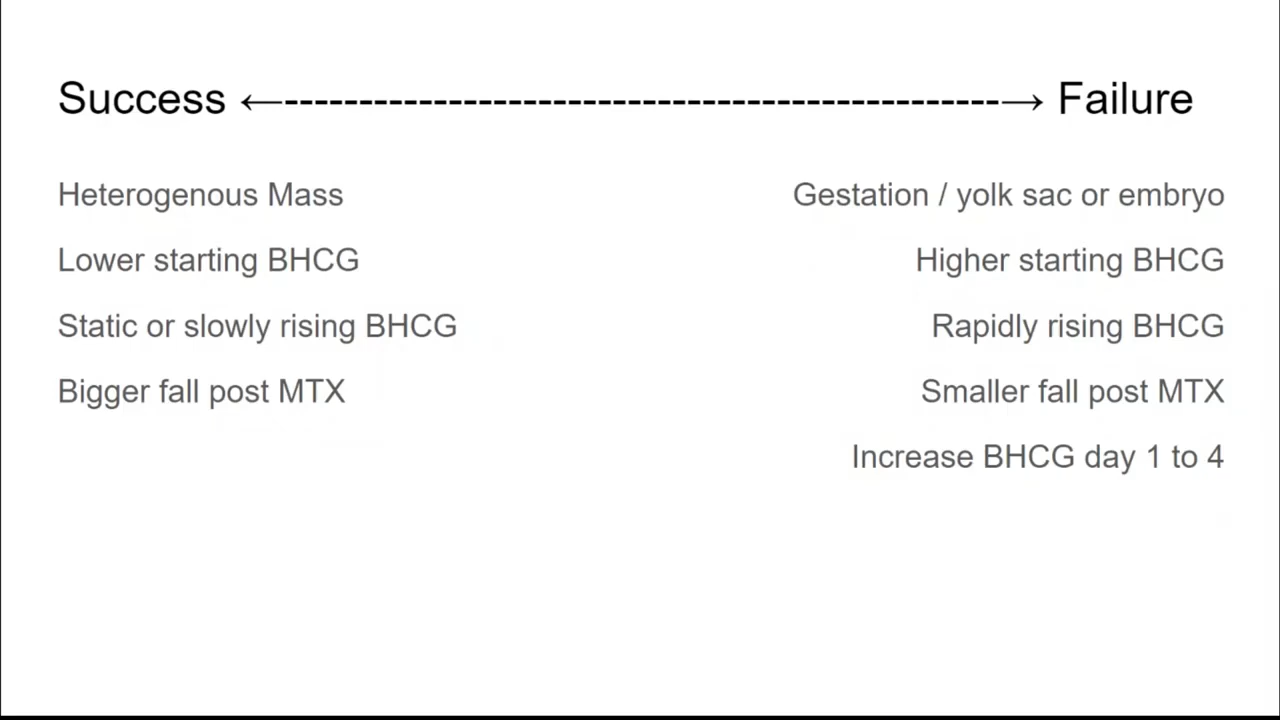 Success ←---------------------------------------------→ Failure
Heterogenous Mass
Gestation / yolk sac or embryo
Lower starting BHCG
Higher starting BHCG
Static or slowly rising BHCG
Rapidly rising BHCG
Bigger fall post MTX
Smaller fall post MTX
Increase BHCG day 1 to 4